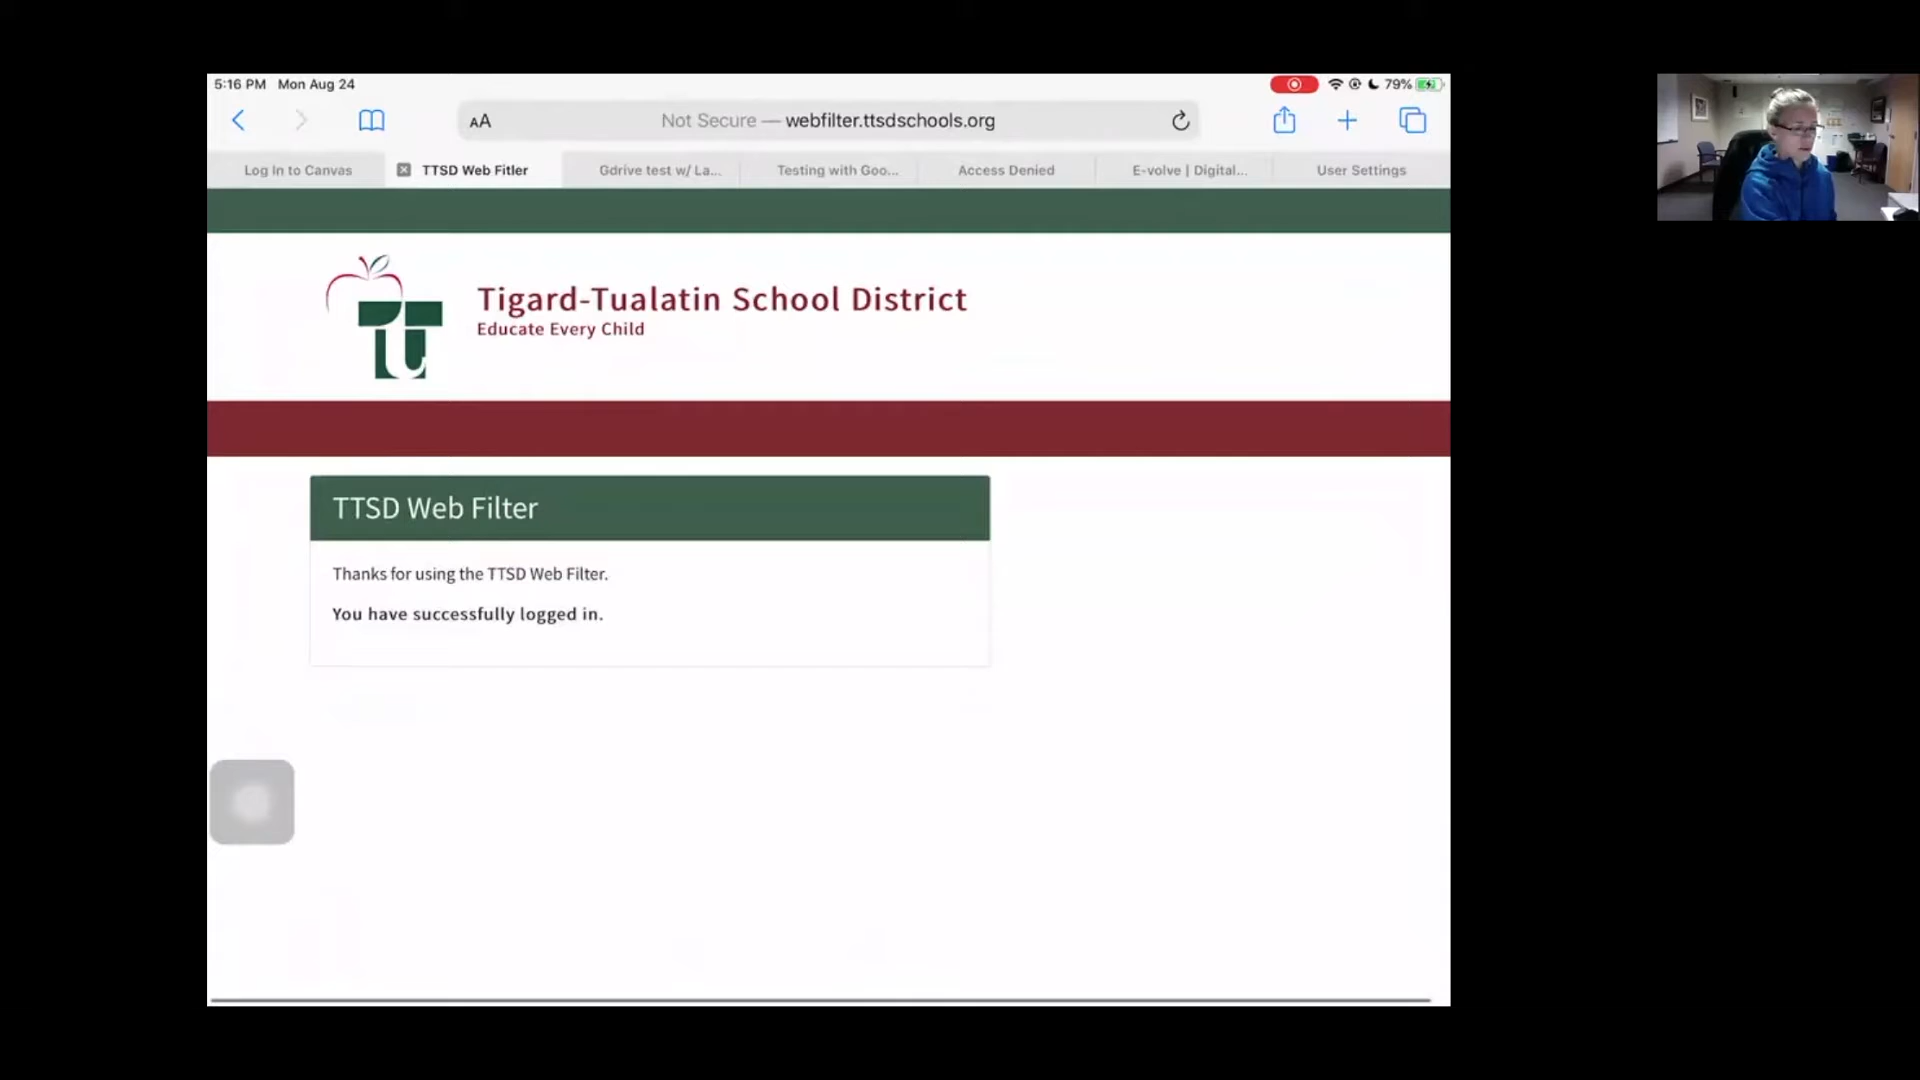 5:16 PM Mon Aug 24
79%
AA
Not Secure — webfilter.ttsdschools.org
Log In to Canvas
TTSD Web Fitler
Gdrive test w/ La...
Testing with Goo...
Access Denied
E-volve | Digital...
User Settings
Tigard-Tualatin School District
Educate Every Child
TTSD Web Filter
Thanks for using the TTSD Web Filter.
You have successfully logged in.